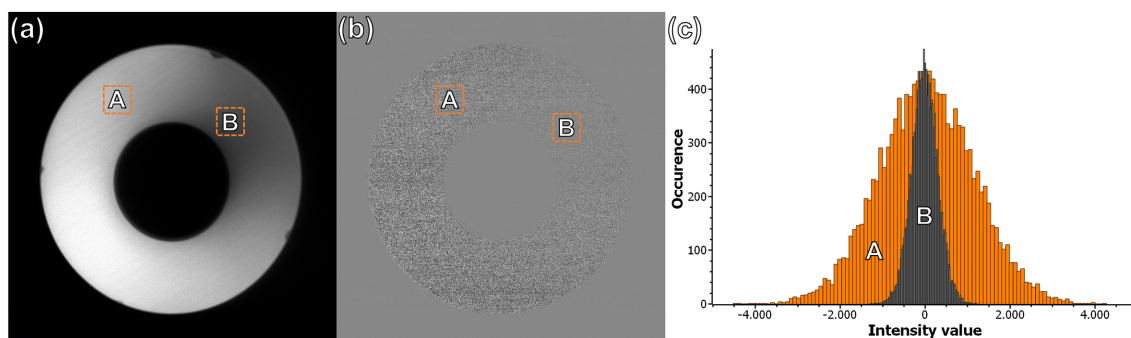 (a)
A
B
(b)
A
B
(c)
Occurence
400
300
200
100
0
-4.000
-2.000
0
2.000
4.000
A
B
Intensity value